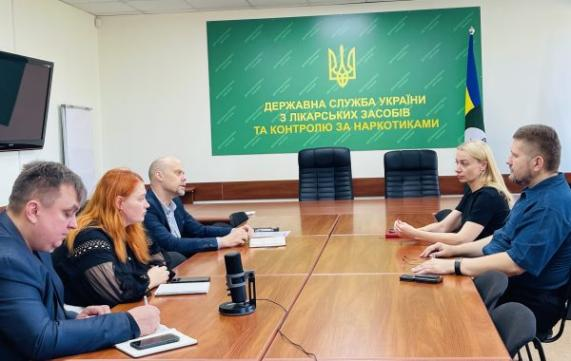 ДЕРЖАВНА СЛУЖБА УКРАЇНИ
З ЛІКАРСЬКИХ ЗАСОБІВ
ТА КОНТРОЛЮ ЗА НАРКОТИКАМИ